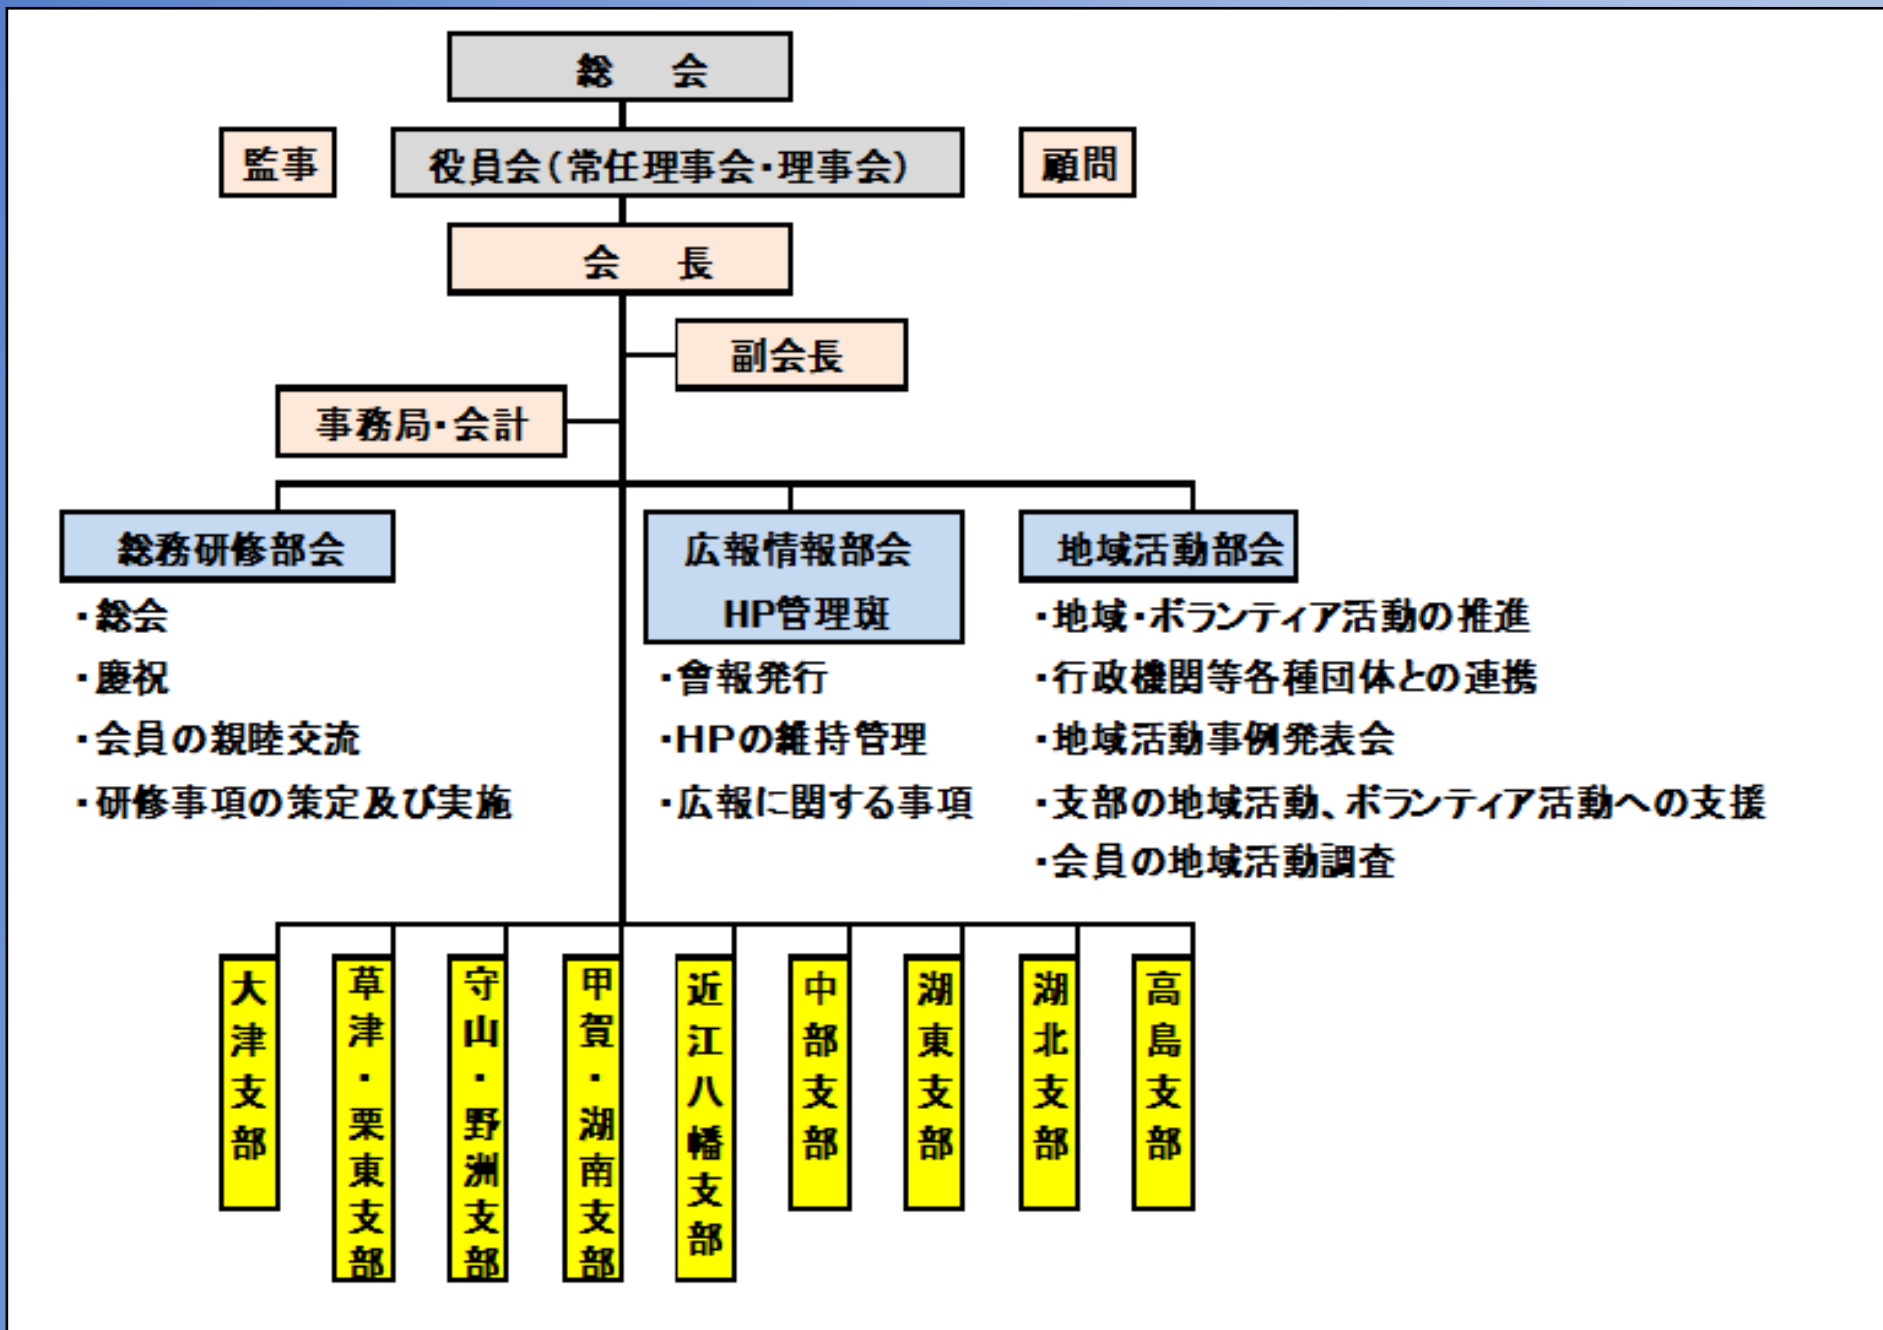 総　会
監事
役員会(常任理事会・理事会)
顧問
会　長
副会長
事務局・会計
総務研修部会
・総会
・慶祝
・会員の親睦交流
・研修事項の策定及び実施
広報情報部会
HP管理斑
・會報発行
・HPの維持管理
・広報に関する事項
地域活動部会
・地域・ボランティア活動の推進
・行政機関等各種団体との連携
・地域活動事例発表会
・支部の地域活動、ボランティア活動への支援
・会員の地域活動調査
大津支部
草津・栗東支部
守山・野洲支部
甲賀・湖南支部
近江八幡支部
中部支部
湖東支部
湖北支部
高島支部